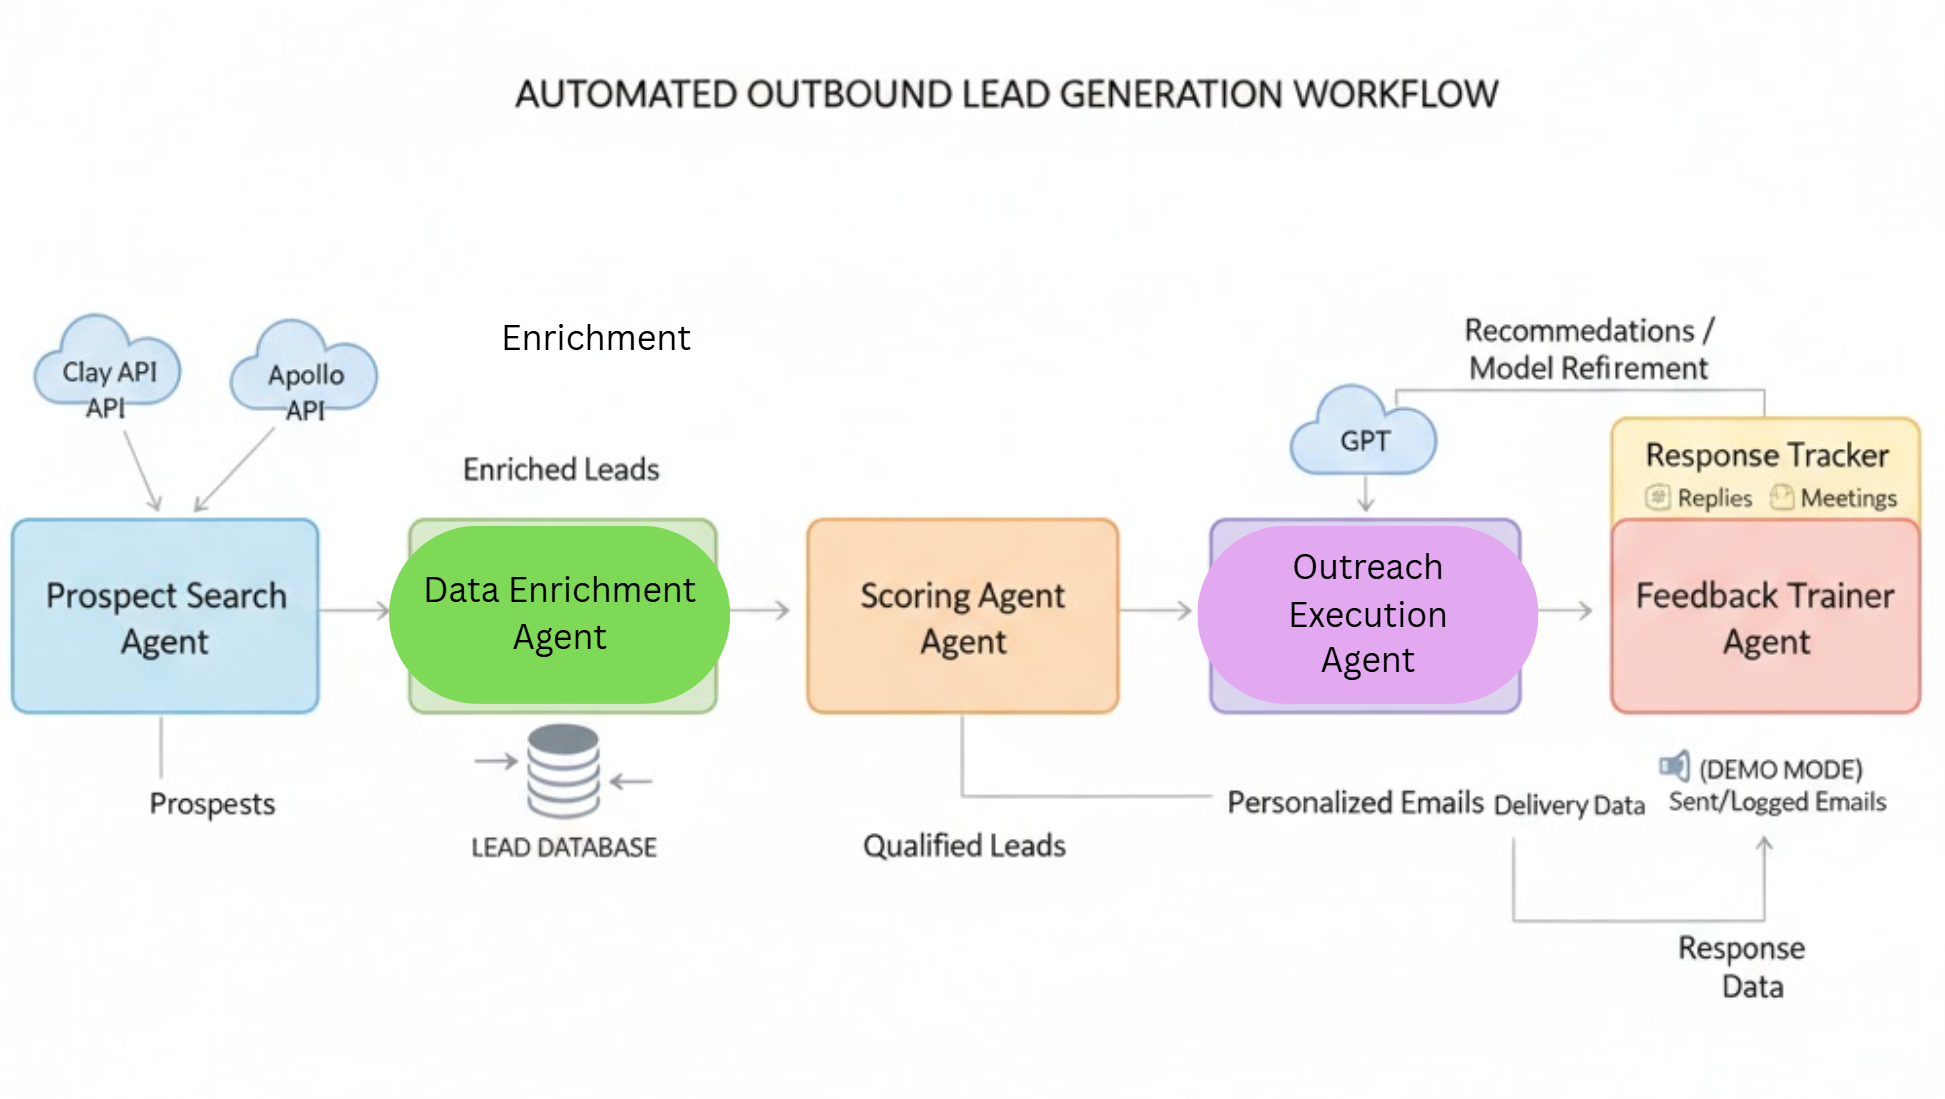 AUTOMATED OUTBOUND LEAD GENERATION WORKFLOW
Clay API
API
Apollo
API
Enrichment
Enriched Leads
Recommedations /
Model Refirement
GPT
Response Tracker
Replies
Meetings
Prospect Search
Agent
Data Enrichment
Agent
Scoring Agent
Agent
Outreach
Execution
Agent
Feedback Trainer
Agent
Prospests
LEAD DATABASE
Qualified Leads
Personalized Emails
Delivery Data
(DEMO MODE)
Sent/Logged Emails
Response
Data